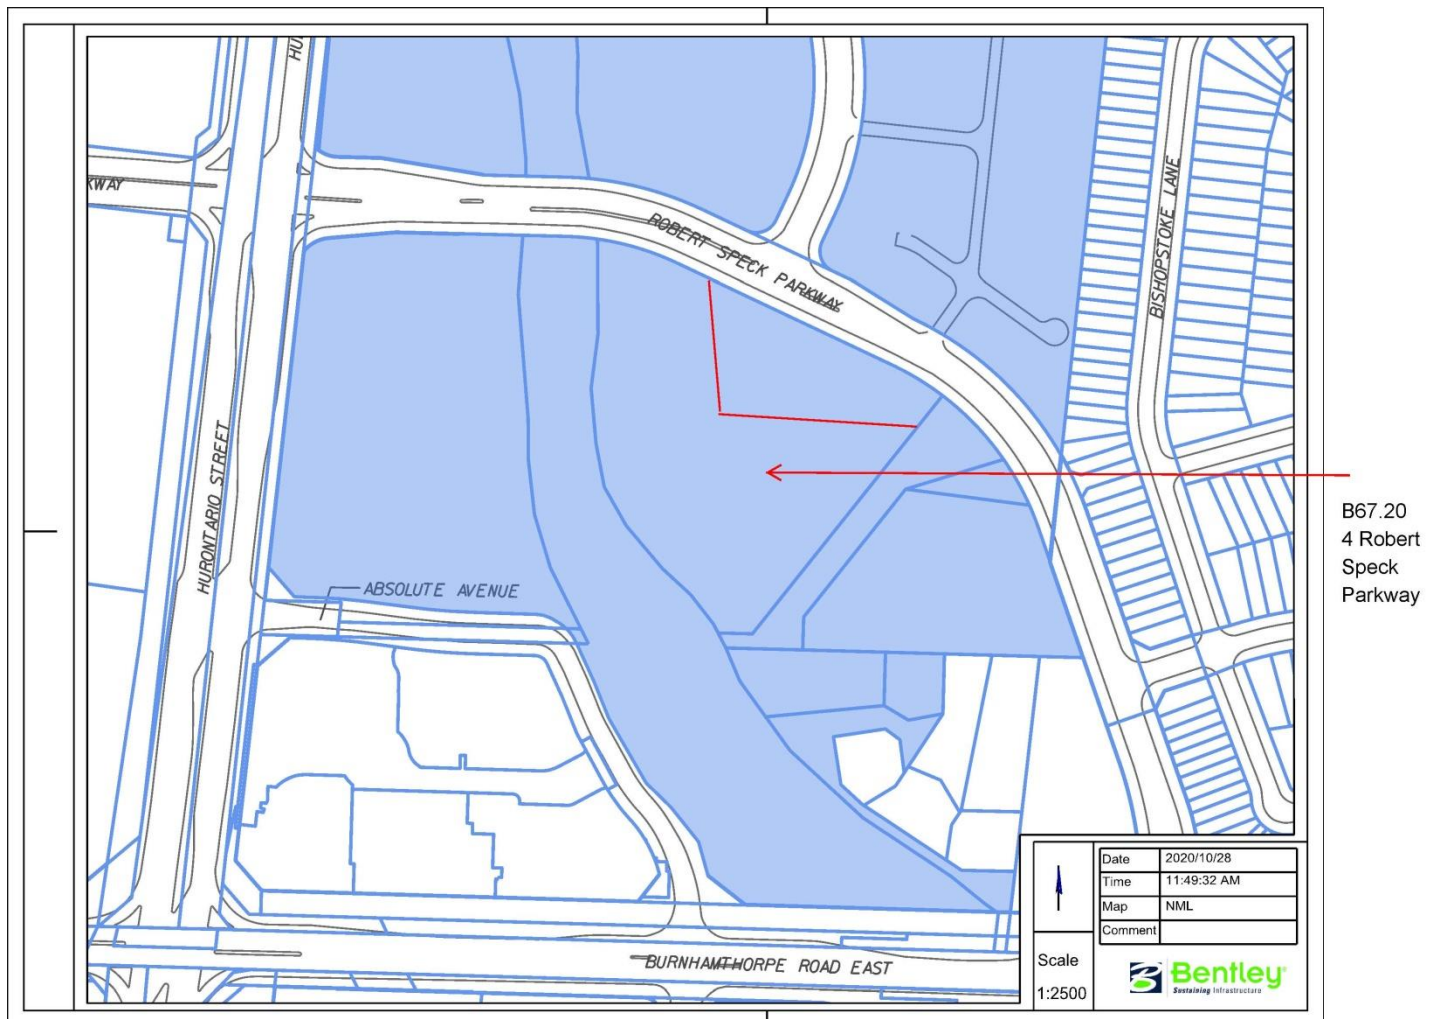 HU
KWAY
ROBERT SPECK PARKWAY
BISHOPSTOKE LANE
HURONTARIO STREET
ABSOLUTE AVENUE
B67.20
4 Robert
Speck
Parkway
BURNHAMTHORPE ROAD EAST
Date 2020/10/28
Time 11:49:32 AM
Map NML
Comment
Scale
1:2500
Bentley
Sustaining Infrastructure